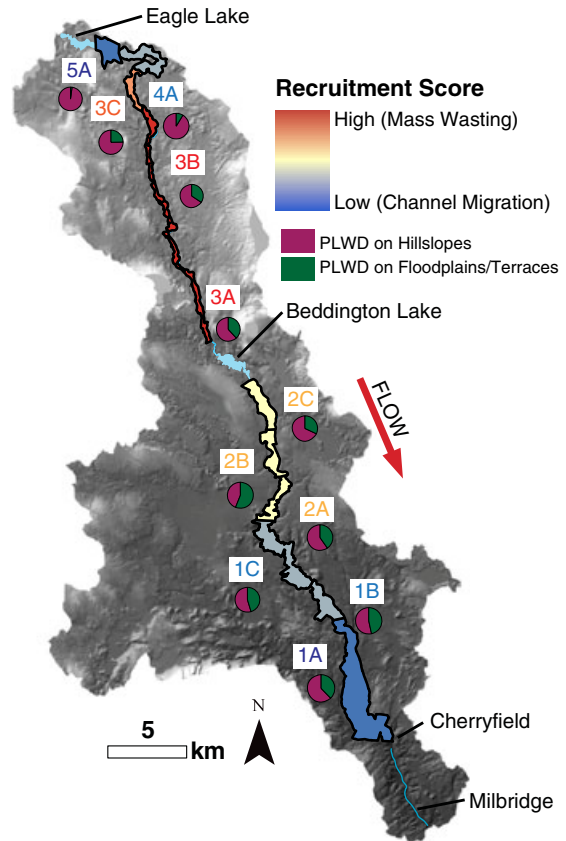 Eagle Lake
5A
4A
3C
3B
Recruitment Score
High (Mass Wasting)
Low (Channel Migration)
PLWD on Hillslopes
PLWD on Floodplains/Terraces
3A
Beddington Lake
FLOW
2C
2B
2A
1C
1B
1A
N
5
km
Cherryfield
Milbridge